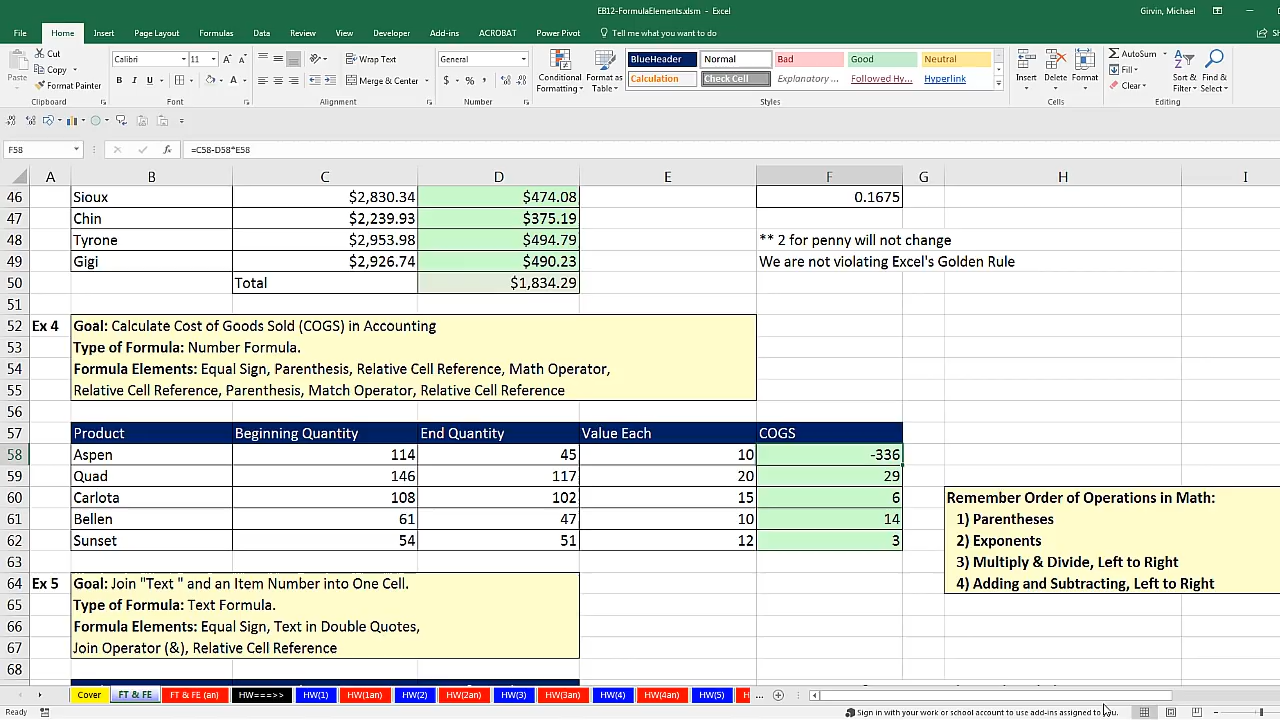 EB12-FormulaElements.xlsm - Excel
Girvin, Michael
File Home Insert Page Layout Formulas Data Review View Developer Add-ins ACROBAT Power Pivot Tell me what you want to do
Cut
Copy
Format Painter
Paste
Clipboard
Calibri 11
B I U
Font
Wrap Text
Merge & Center
Alignment
General
$ % ,
Number
Conditional Formatting
Format as Table
BlueHeader Normal Bad Good Neutral
Calculation Check Cell Explanatory ... Followed Hy... Hyperlink
Styles
Insert Delete Format
Cells
AutoSum
Fill
Clear
Sort & Filter
Find & Select
Editing
F58 fx =C58-D58*E58
A B C D E F G H I
46 Sioux $2,830.34 $474.08 0.1675
47 Chin $2,239.93 $375.19
48 Tyrone $2,953.98 $494.79 ** 2 for penny will not change
49 Gigi $2,926.74 $490.23 We are not violating Excel's Golden Rule
50 Total $1,834.29
51
52 Ex 4 Goal: Calculate Cost of Goods Sold (COGS) in Accounting
53 Type of Formula: Number Formula.
54 Formula Elements: Equal Sign, Parenthesis, Relative Cell Reference, Math Operator,
55 Relative Cell Reference, Parenthesis, Match Operator, Relative Cell Reference
56
57 Product Beginning Quantity End Quantity Value Each COGS
58 Aspen 114 45 10 -336
59 Quad 146 117 20 29
60 Carlota 108 102 15 6 Remember Order of Operations in Math:
61 Bellen 61 47 10 14 1) Parentheses
62 Sunset 54 51 12 3 2) Exponents
63 3) Multiply & Divide, Left to Right
64 Ex 5 Goal: Join "Text " and an Item Number into One Cell. 4) Adding and Subtracting, Left to Right
65 Type of Formula: Text Formula.
66 Formula Elements: Equal Sign, Text in Double Quotes,
67 Join Operator (&), Relative Cell Reference
68
Cover FT & FE FT & FE (an) HW====>> HW(1) HW(1an) HW(2) HW(2an) HW(3) HW(3an) HW(4) HW(4an) HW(5) H ...
Ready
Sign in with your work or school account to use add-ins assigned to you.